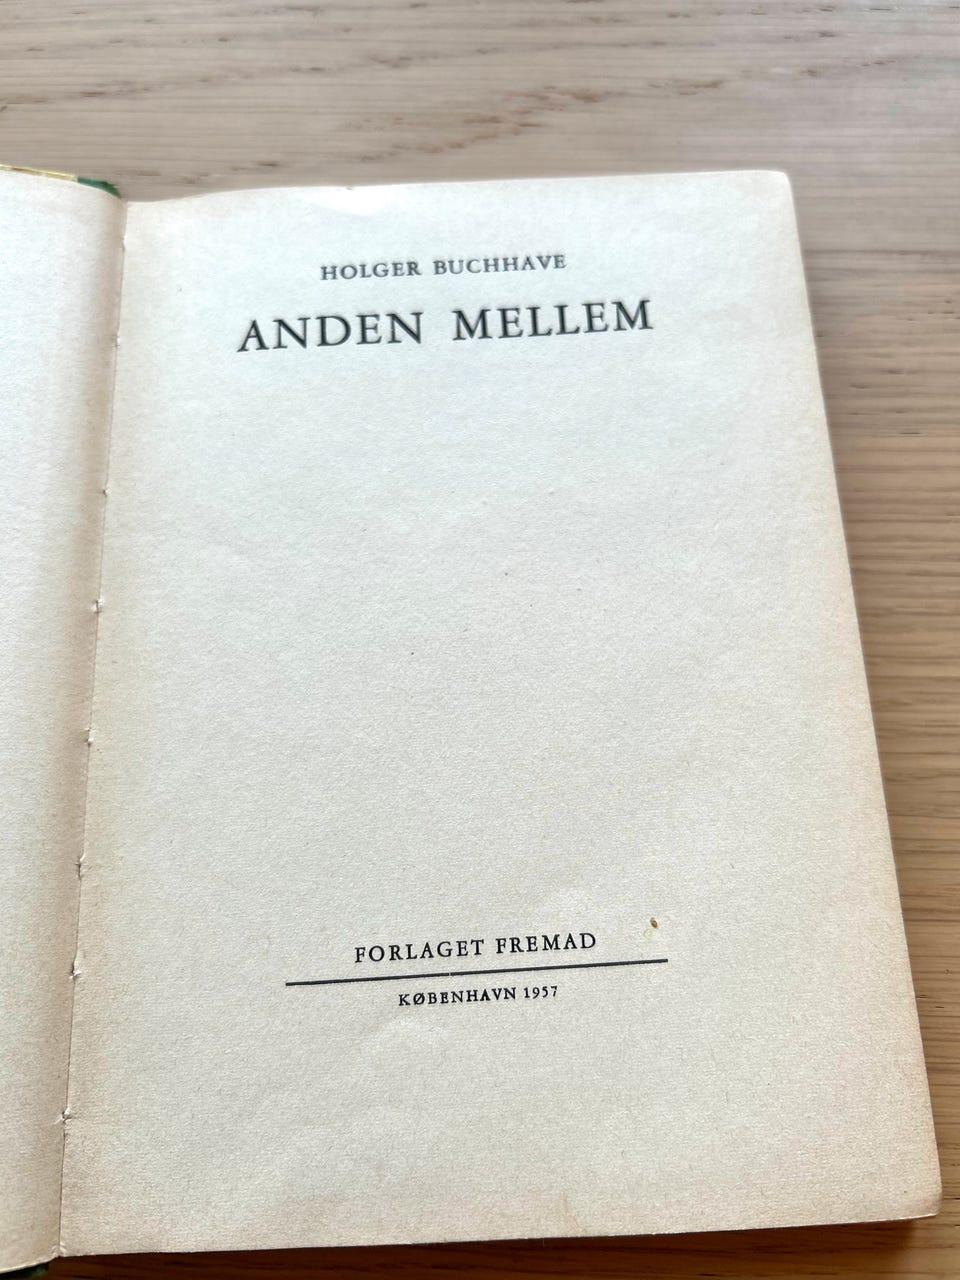 HOLGER BUCHHAVE
ANDEN MELLEM
FORLAGET FREMAD
KØBENHAVN 1957